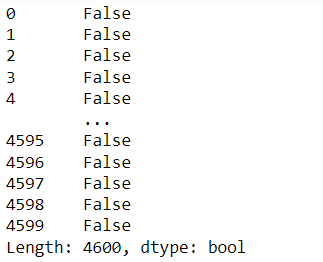 0       False
1       False
2       False
3       False
4       False
        ...
4595    False
4596    False
4597    False
4598    False
4599    False
Length: 4600, dtype: bool